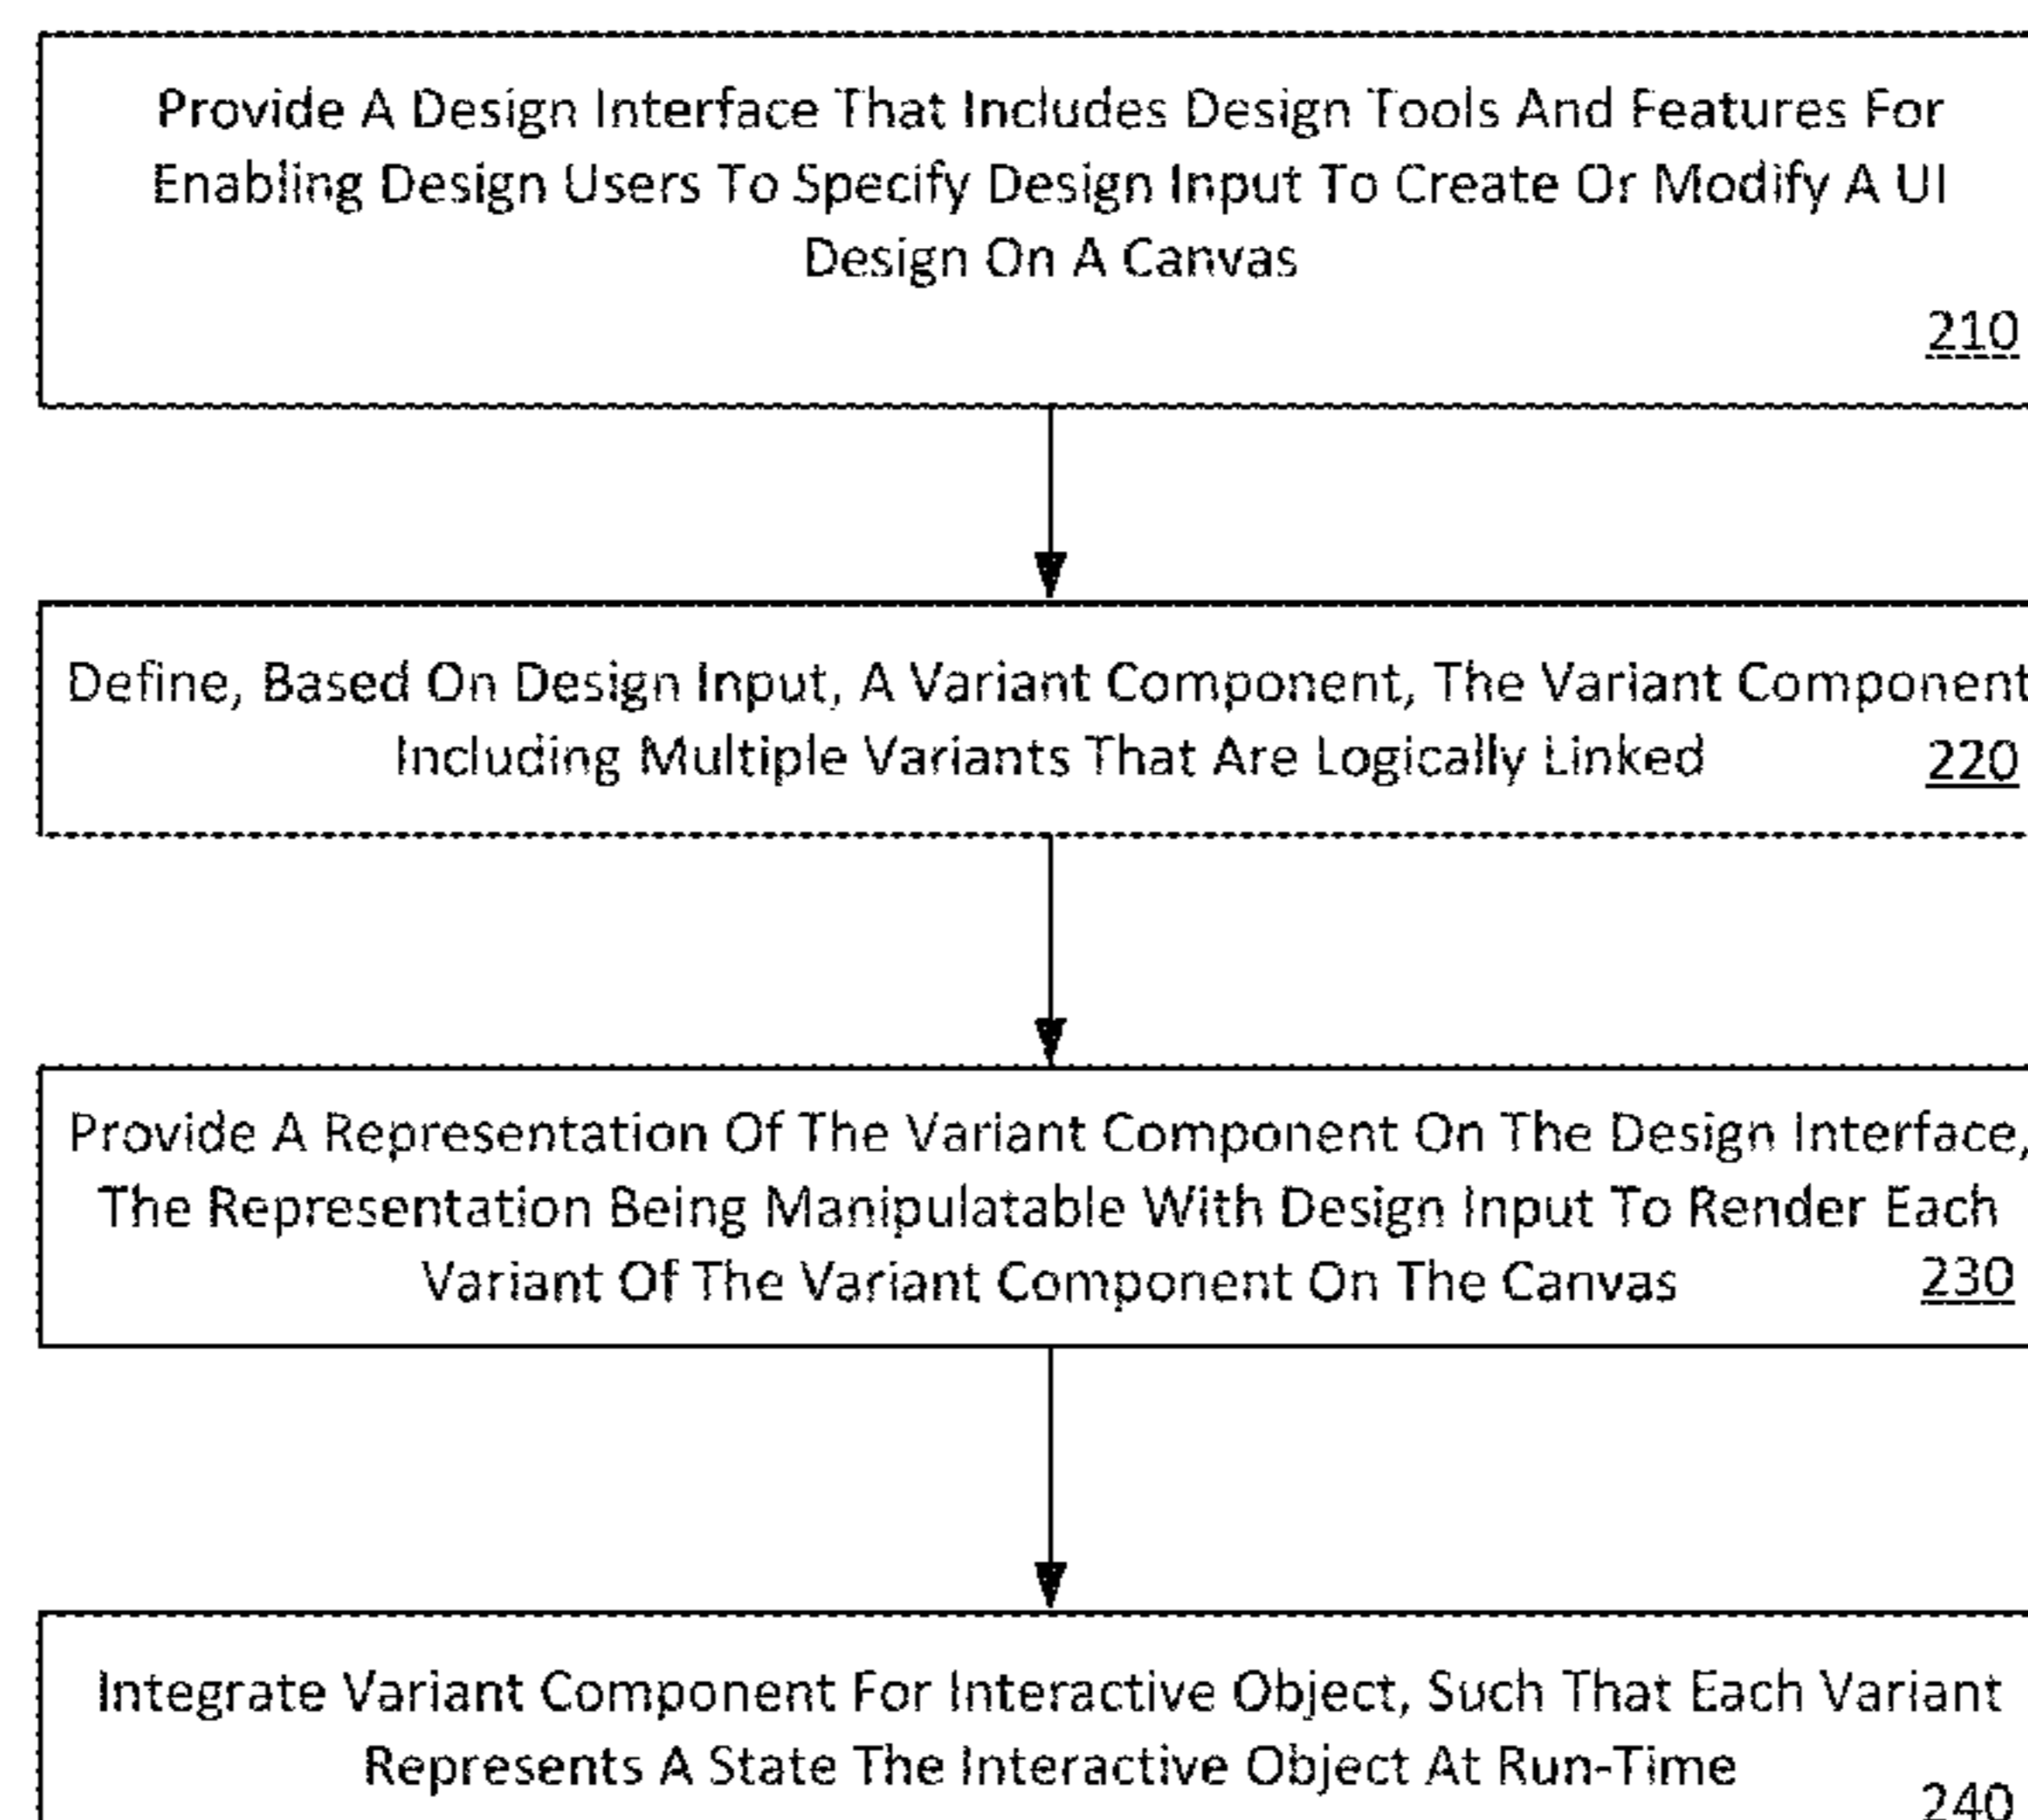 Provide A Design Interface That Includes Design Tools And Features For
Enabling Design Users To Specify Design Input To Create Or Modify A UI
Design On A Canvas
210
Define, Based On Design Input, A Variant Component, The Variant Component
Including Multiple Variants That Are Logically Linked 220
Provide A Representation Of The Variant Component On The Design Interface,
The Representation Being Manipulatable With Design Input To Render Each
Variant Of The Variant Component On The Canvas 230
Integrate Variant Component For Interactive Object, Such That Each Variant
Represents A State The Interactive Object At Run-Time
240